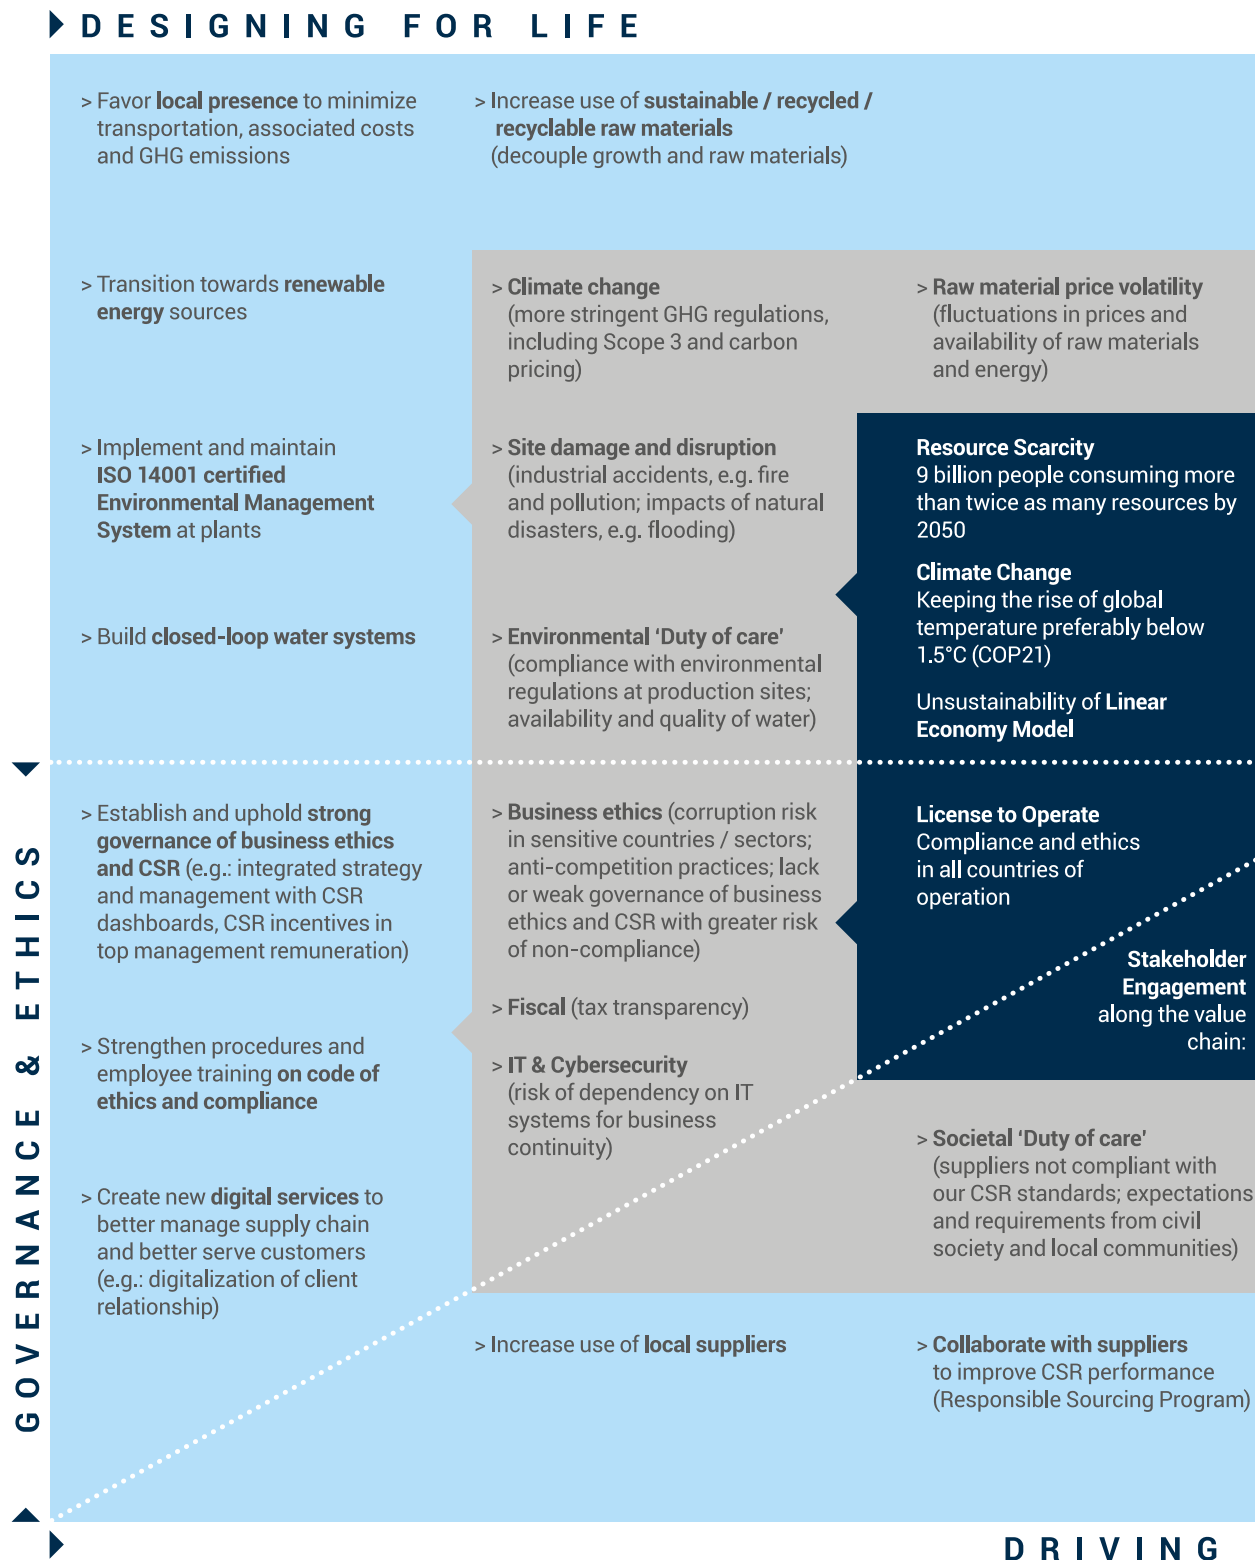 DESIGNING FOR LIFE
> Favor local presence to minimize
transportation, associated costs
and GHG emissions
> Increase use of sustainable / recycled /
recyclable raw materials
(decouple growth and raw materials)
> Transition towards renewable
energy sources
> Climate change
(more stringent GHG regulations,
including Scope 3 and carbon
pricing)
> Raw material price volatility
(fluctuations in prices and
availability of raw materials
and energy)
> Implement and maintain
ISO 14001 certified
Environmental Management
System at plants
> Site damage and disruption
(industrial accidents, e.g. fire
and pollution; impacts of natural
disasters, e.g. flooding)
Resource Scarcity
9 billion people consuming more
than twice as many resources by
2050
Climate Change
Keeping the rise of global
temperature preferably below
1.5°C (COP21)
> Build closed-loop water systems
> Environmental ‘Duty of care’
(compliance with environmental
regulations at production sites;
availability and quality of water)
Unsustainability of Linear
Economy Model
GOVERNANCE & ETHICS
> Establish and uphold strong
governance of business ethics
and CSR (e.g.: integrated strategy
and management with CSR
dashboards, CSR incentives in
top management remuneration)
> Business ethics (corruption risk
in sensitive countries / sectors;
anti-competition practices; lack
or weak governance of business
ethics and CSR with greater risk
of non-compliance)
License to Operate
Compliance and ethics
in all countries of
operation
Stakeholder
Engagement
along the value
chain:
> Fiscal (tax transparency)
> Strengthen procedures and
employee training on code of
ethics and compliance
> IT & Cybersecurity
(risk of dependency on IT
systems for business
continuity)
> Societal ‘Duty of care’
(suppliers not compliant with
our CSR standards; expectations
and requirements from civil
society and local communities)
> Create new digital services to
better manage supply chain
and better serve customers
(e.g.: digitalization of client
relationship)
> Increase use of local suppliers
> Collaborate with suppliers
to improve CSR performance
(Responsible Sourcing Program)
DRIVING